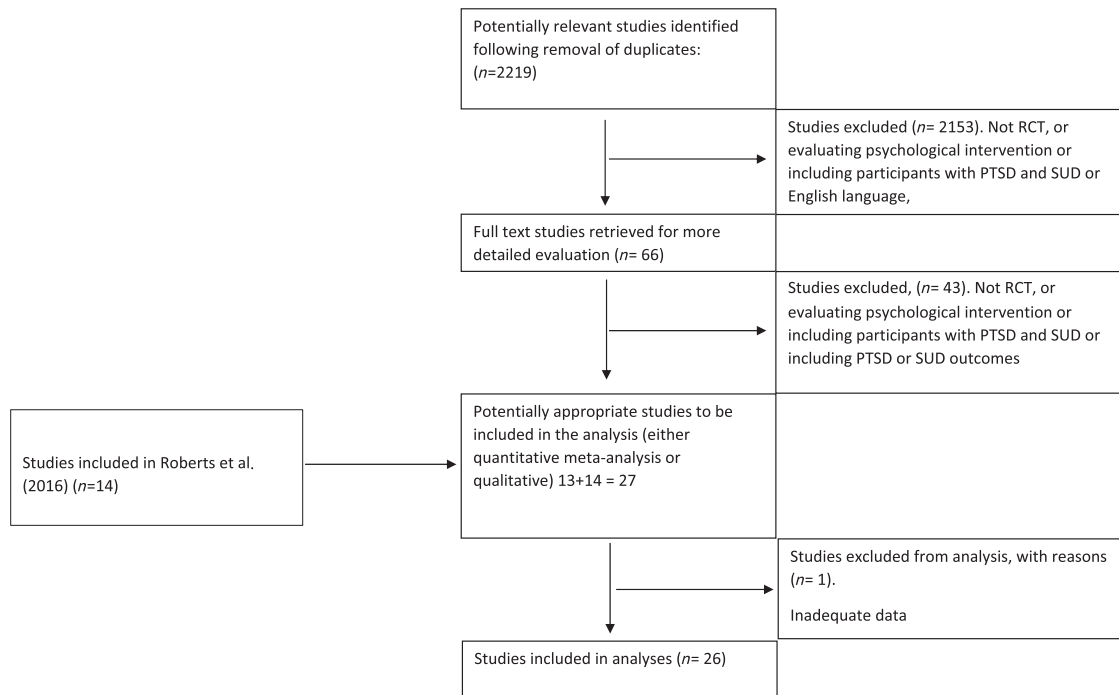 Potentially relevant studies identified
following removal of duplicates:
(n=2219)
Studies excluded (n= 2153). Not RCT, or
evaluating psychological intervention or
including participants with PTSD and SUD or
English language,
Full text studies retrieved for more
detailed evaluation (n= 66)
Studies excluded, (n= 43). Not RCT, or
evaluating psychological intervention or
including participants with PTSD and SUD or
including PTSD or SUD outcomes
Studies included in Roberts et al.
(2016) (n=14)
Potentially appropriate studies to be
included in the analysis (either
quantitative meta-analysis or
qualitative) 13+14 = 27
Studies excluded from analysis, with reasons
(n= 1).
Inadequate data
Studies included in analyses (n= 26)